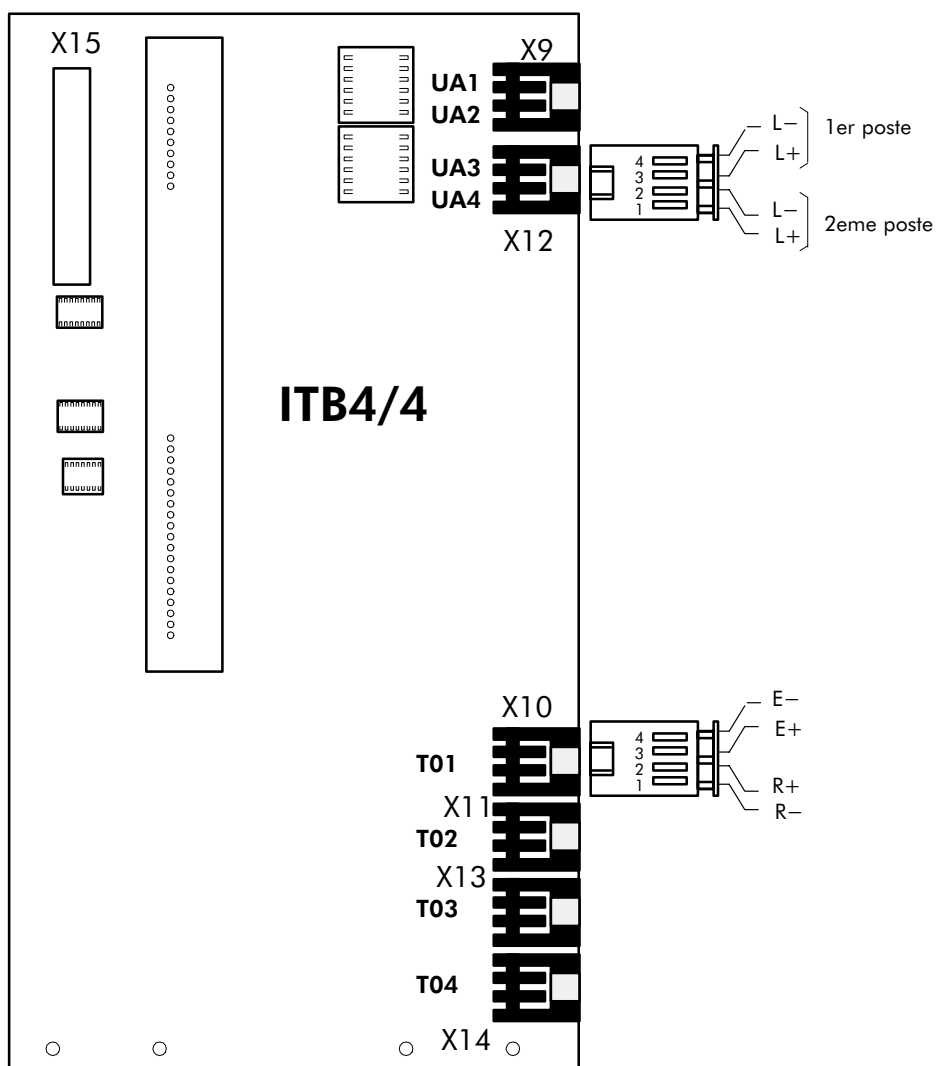 X15
X9
UA1
UA2
UA3
UA4
X12
4
3
2
1
L−
L+
1er poste
L−
L+
2eme poste
ITB4/4
X10
T01
4
3
2
1
E−
E+
R+
R−
X11
T02
X13
T03
T04
X14